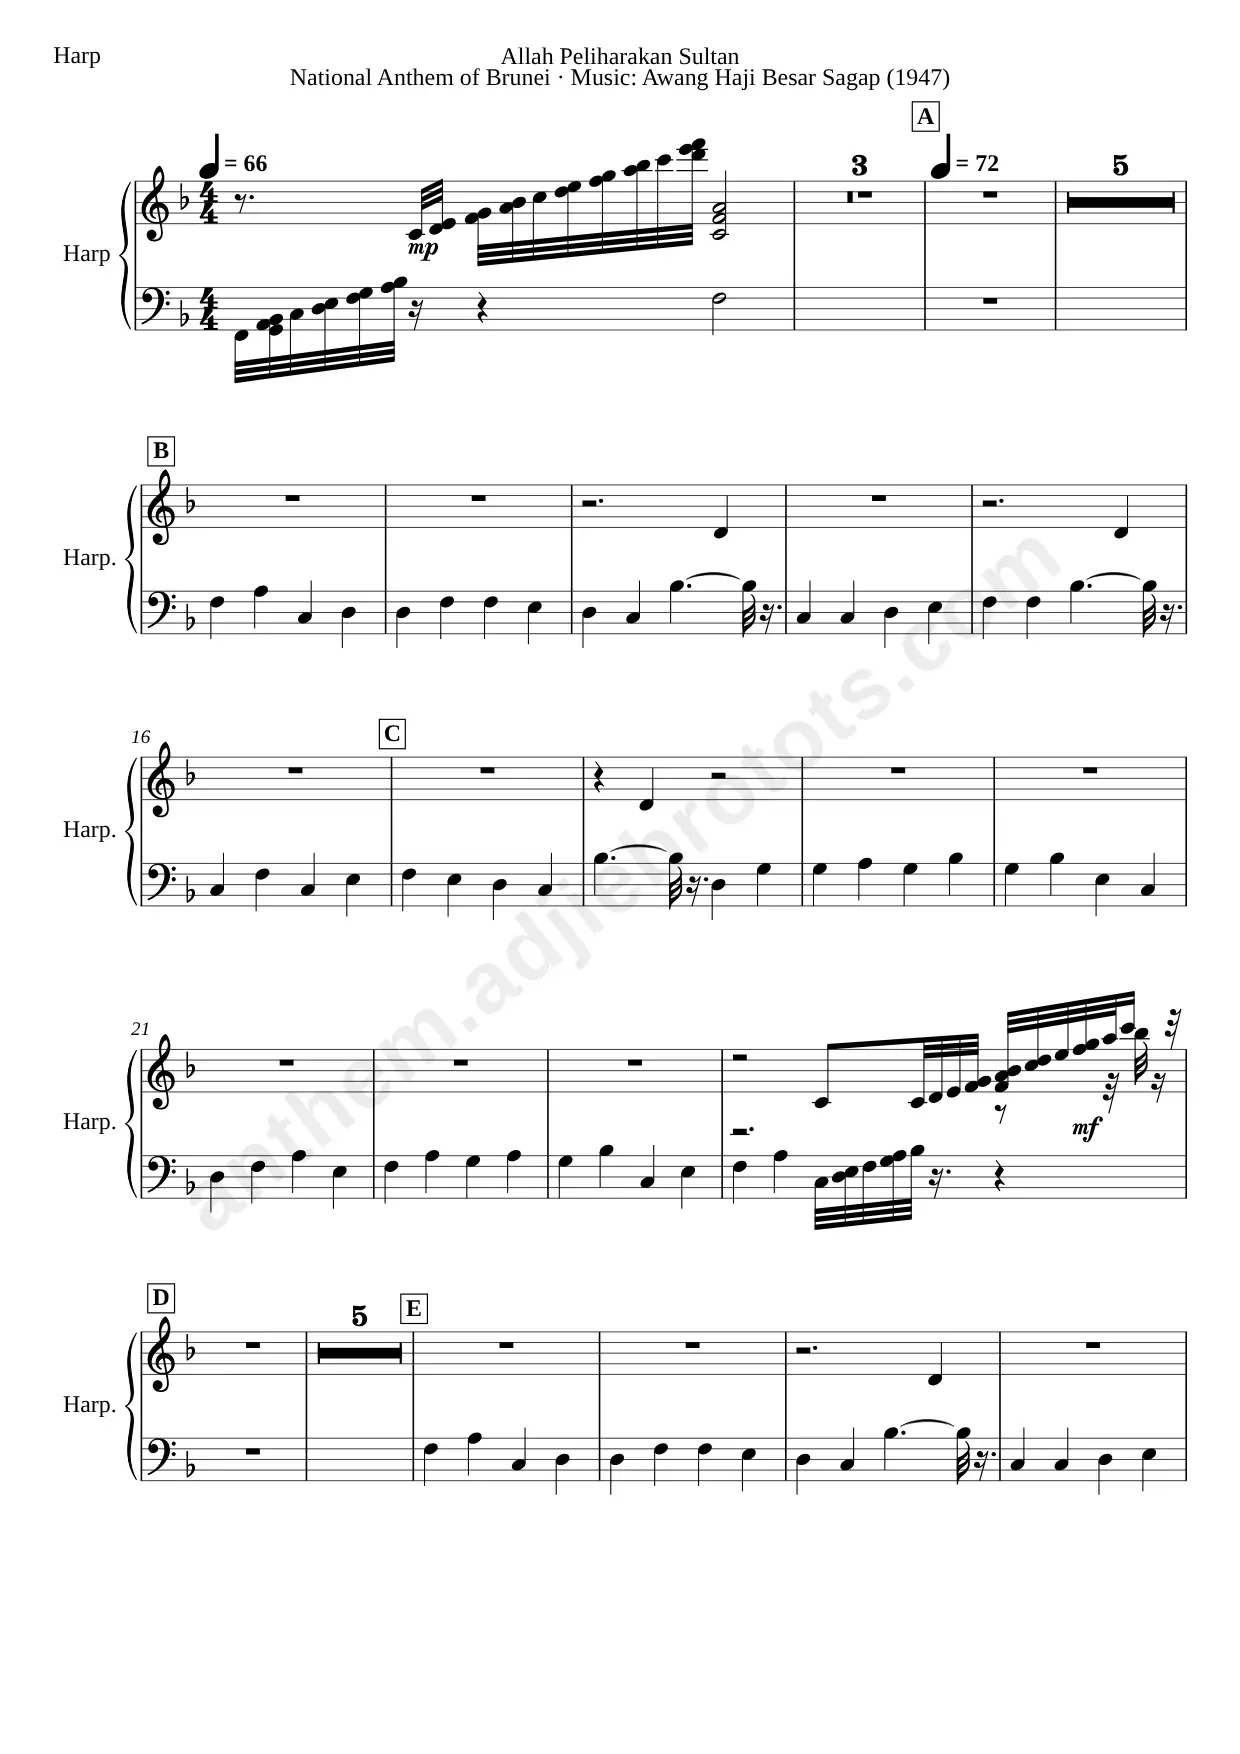 Harp
Allah Peliharakan Sultan
National Anthem of Brunei · Music: Awang Haji Besar Sagap (1947)
A
= 66
3
= 72
5
4
4
Harp
mp
4
4
B
Harp.
16
C
Harp.
21
Harp.
mf
D
5
E
Harp.
anthem.adjiebrotots.com